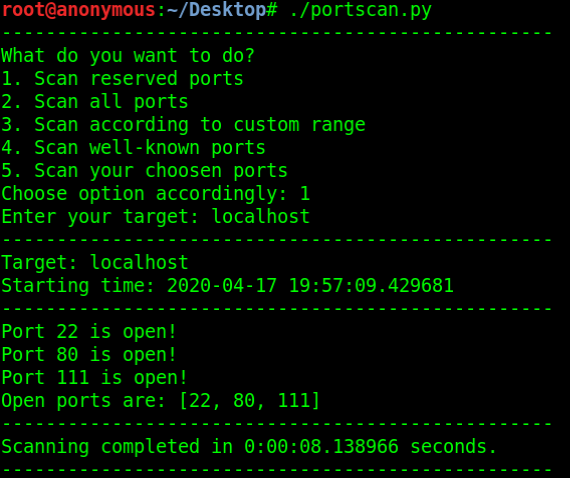 root@anonymous:~/Desktop# ./portscan.py
--------------------------------------------------
What do you want to do?
1. Scan reserved ports
2. Scan all ports
3. Scan according to custom range
4. Scan well-known ports
5. Scan your choosen ports
Choose option accordingly: 1
Enter your target: localhost
--------------------------------------------------
Target: localhost
Starting time: 2020-04-17 19:57:09.429681
--------------------------------------------------
Port 22 is open!
Port 80 is open!
Port 111 is open!
Open ports are: [22, 80, 111]
--------------------------------------------------
Scanning completed in 0:00:08.138966 seconds.
--------------------------------------------------